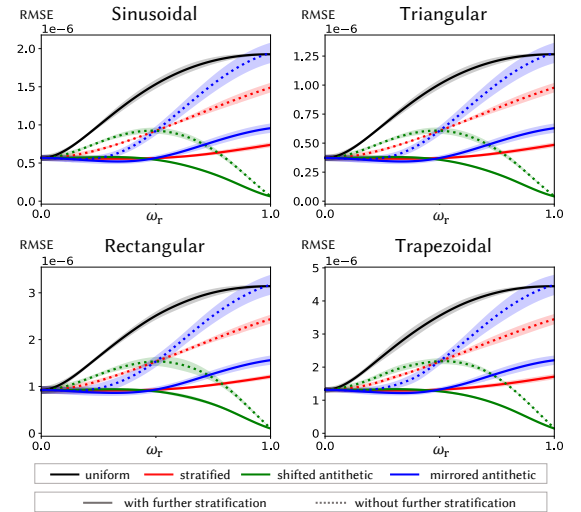 RMSE Sinusoidal
1e−6
2.0
1.5
1.0
0.5
0.0
0.0 ωr 1.0
RMSE Triangular
1e−6
1.25
1.00
0.75
0.50
0.25
0.00
0.0 ωr 1.0
RMSE Rectangular
1e−6
3
2
1
0
0.0 ωr 1.0
RMSE Trapezoidal
1e−6
5
4
3
2
1
0
0.0 ωr 1.0
uniform stratified shifted antithetic mirrored antithetic
with further stratification without further stratification